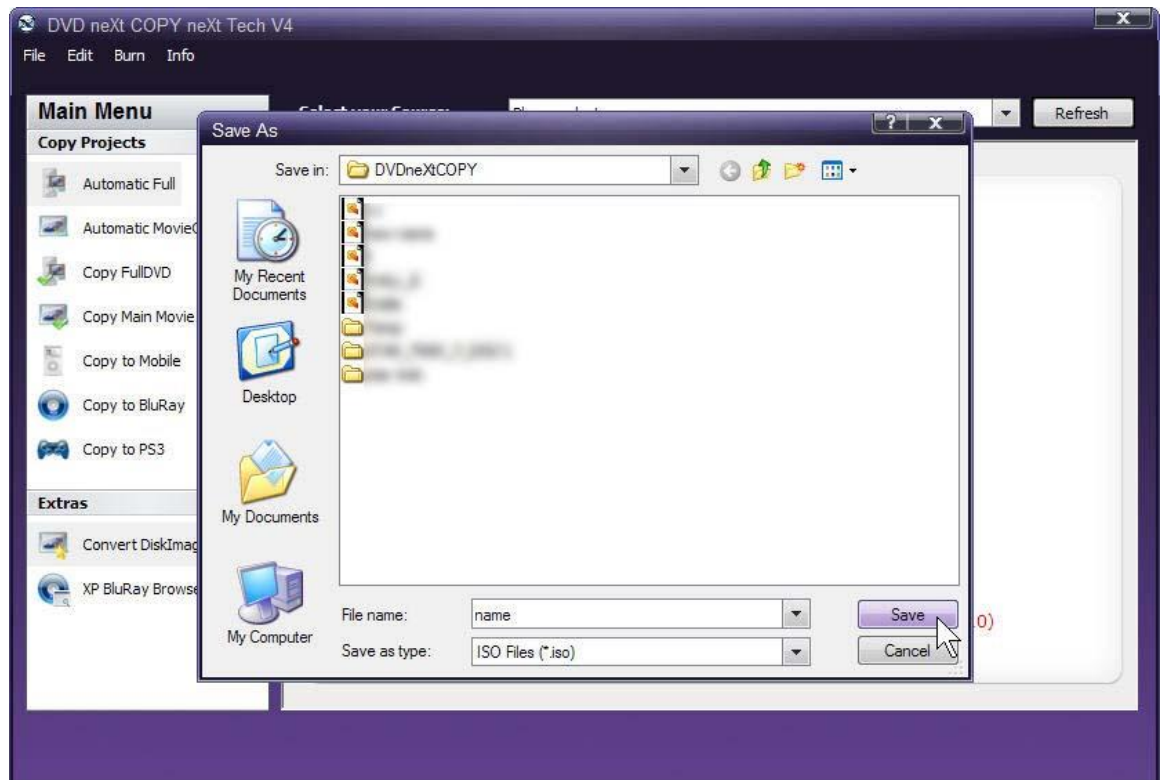 DVD neXt COPY neXt Tech V4
File Edit Burn Info
Main Menu
Refresh
Copy Projects
Automatic Full
Automatic Movie
Copy FullDVD
Copy Main Movie
Copy to Mobile
Copy to BluRay
Copy to PS3
Extras
Convert DiskImag
XP BluRay Browse
Save As
Save in: DVDneXtCOPY
My Recent
Documents
Desktop
My Documents
My Computer
File name: name Save
Save as type: ISO Files (*.iso) Cancel
0)